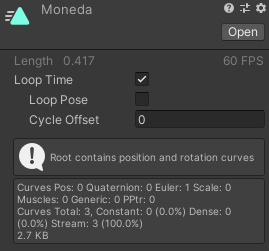 Moneda
Open
Length 0.417 60 FPS
Loop Time
Loop Pose
Cycle Offset 0
Root contains position and rotation curves
Curves Pos: 0 Quaternion: 0 Euler: 1 Scale: 0
Muscles: 0 Generic: 0 PPtr: 0
Curves Total: 3, Constant: 0 (0.0%) Dense: 0
(0.0%) Stream: 3 (100.0%)
2.7 KB